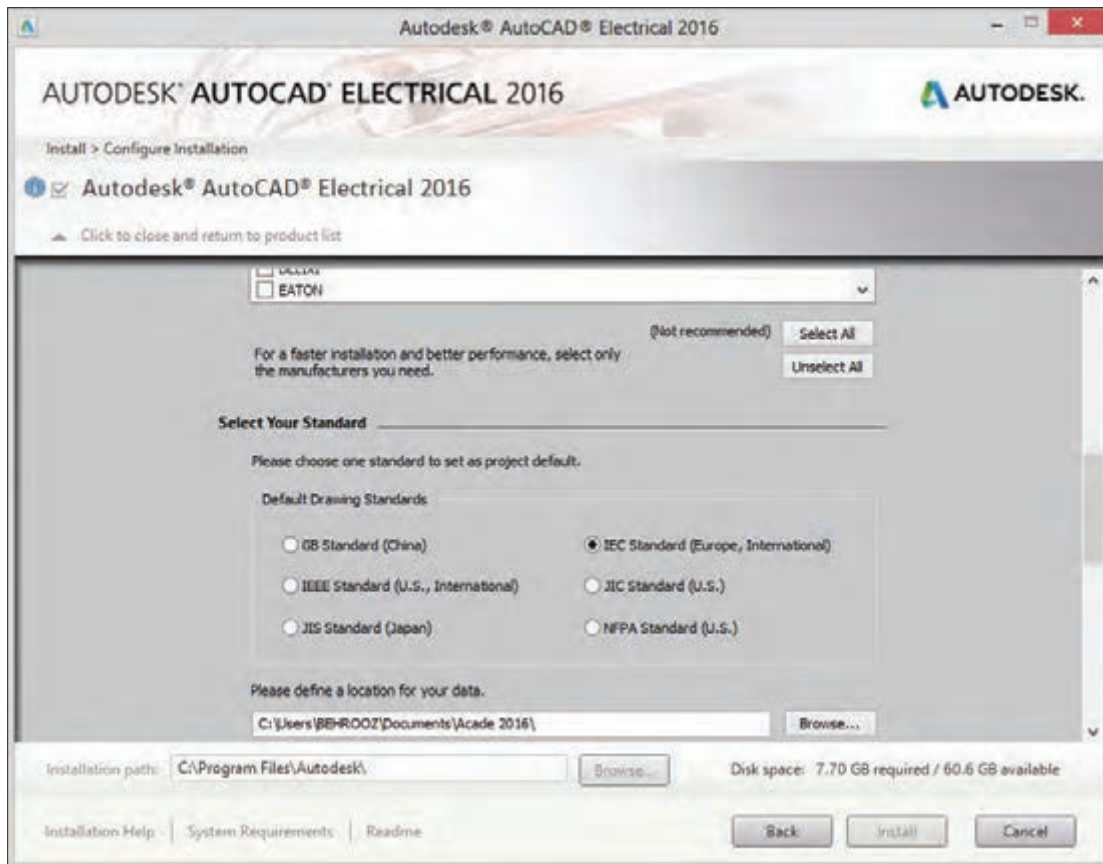 Autodesk® AutoCAD® Electrical 2016
AUTODESK® AUTOCAD® ELECTRICAL 2016
AUTODESK.
Install > Configure Installation
Autodesk® AutoCAD® Electrical 2016
Click to close and return to product list
EATON
(Not recommended) Select All
For a faster installation and better performance, select only
the manufacturers you need.
Unselect All
Select Your Standard
Please choose one standard to set as project default.
Default Drawing Standards
GB Standard (China) IEC Standard (Europe, International)
IEEE Standard (U.S., International) JIC Standard (U.S.)
JIS Standard (Japan) NFPA Standard (U.S.)
Please define a location for your data.
C:\Users\BEHROOZ\Documents\Acade 2016\ Browse...
Installation path: C:\Program Files\Autodesk\ Browse... Disk space: 7.70 GB required / 60.6 GB available
Installation Help | System Requirements | Readme Back Install Cancel